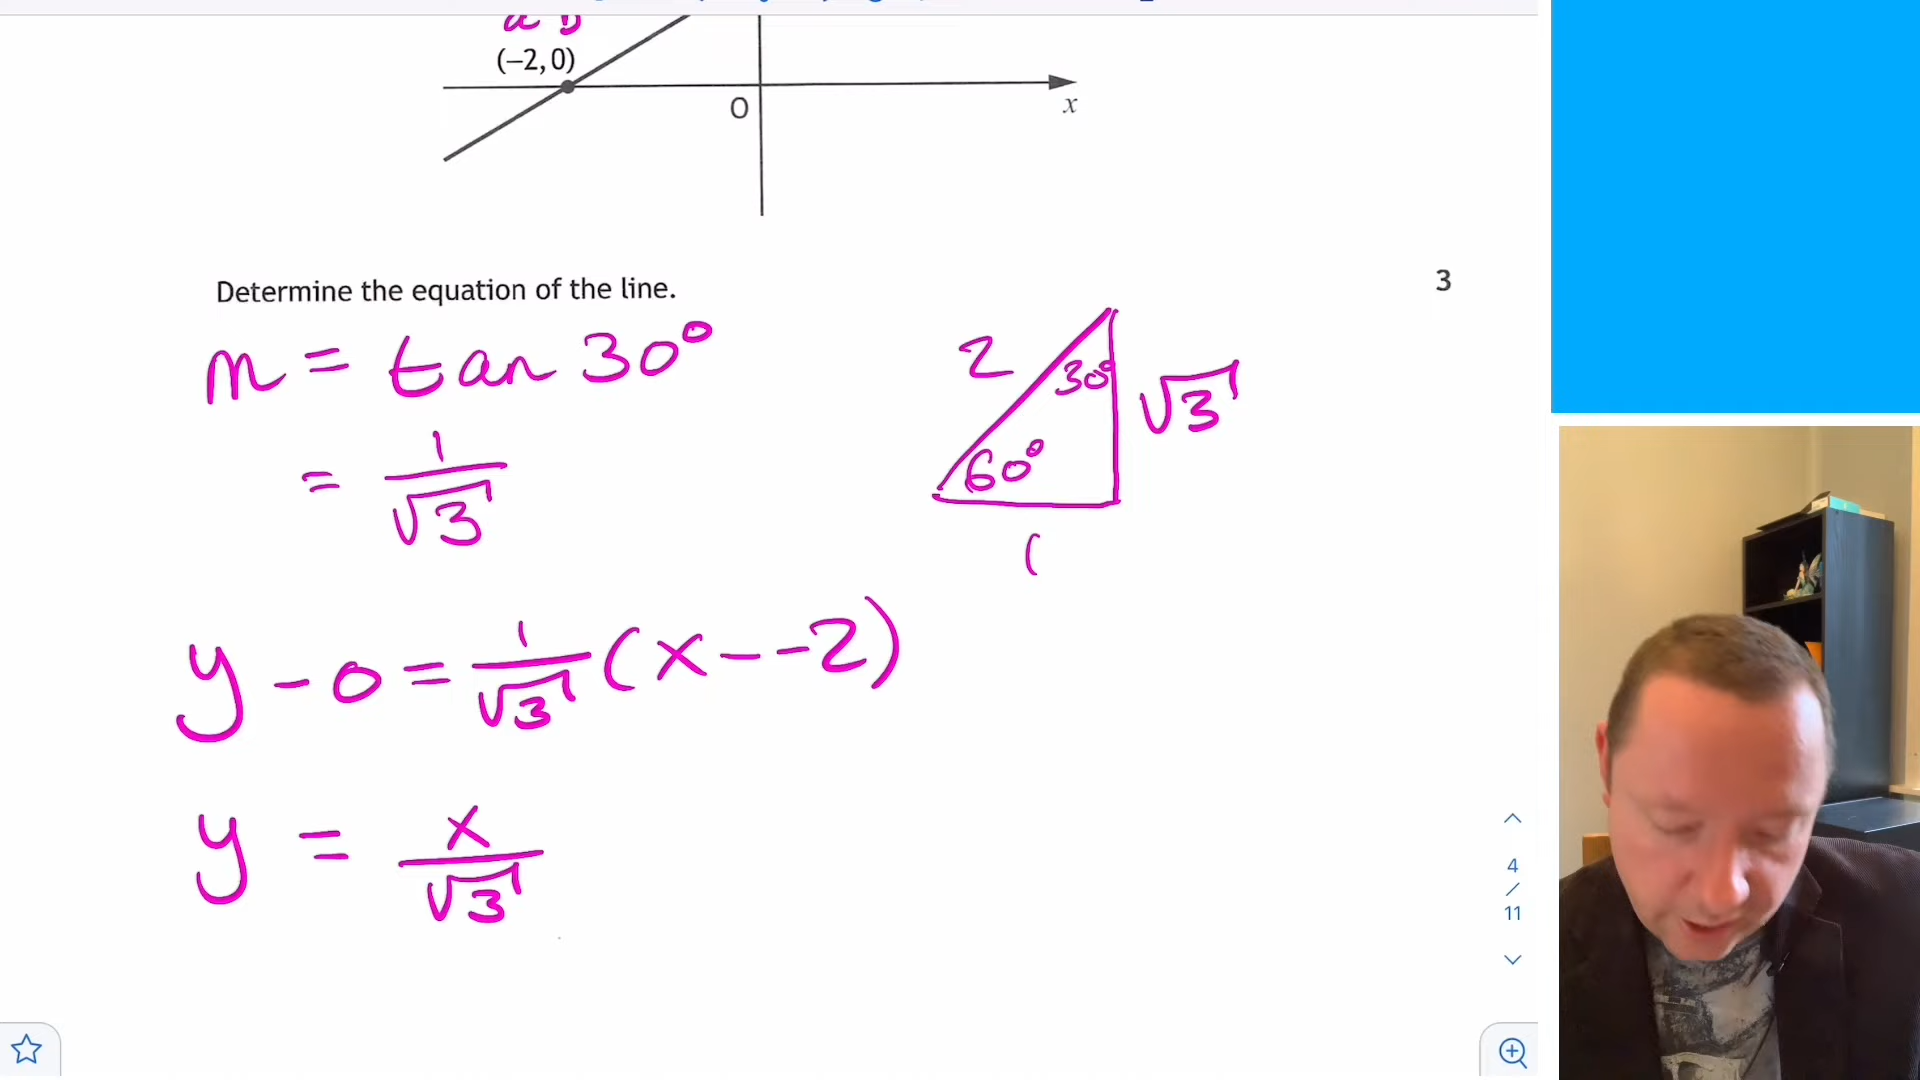 a b
(–2,0)
O
x
Determine the equation of the line.
3
m = tan 30°
2
30°
√3
= 1/√3
60°
1
y - 0 = 1/√3 (x - -2)
y = x/√3
4
/
11